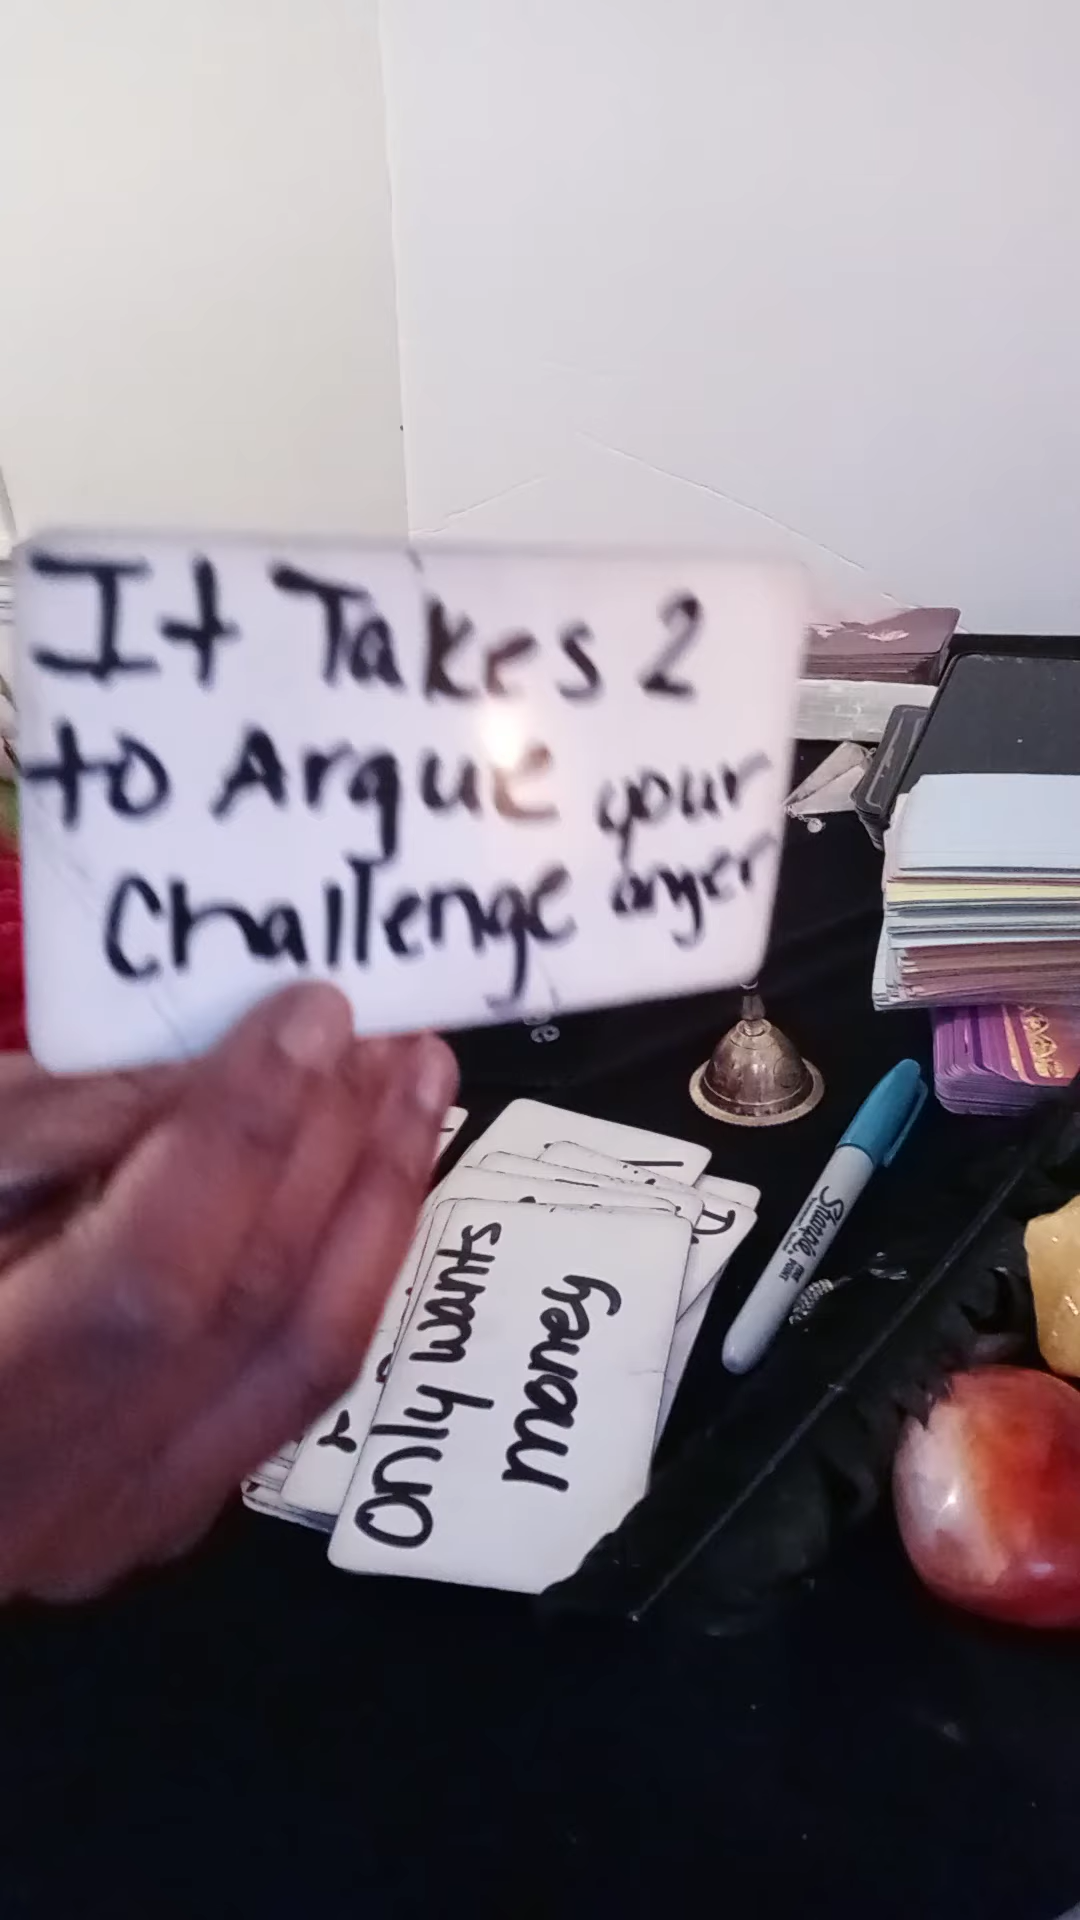 It Takes 2
to Argue your
Challenge anger
Only wants
money
Sharpie